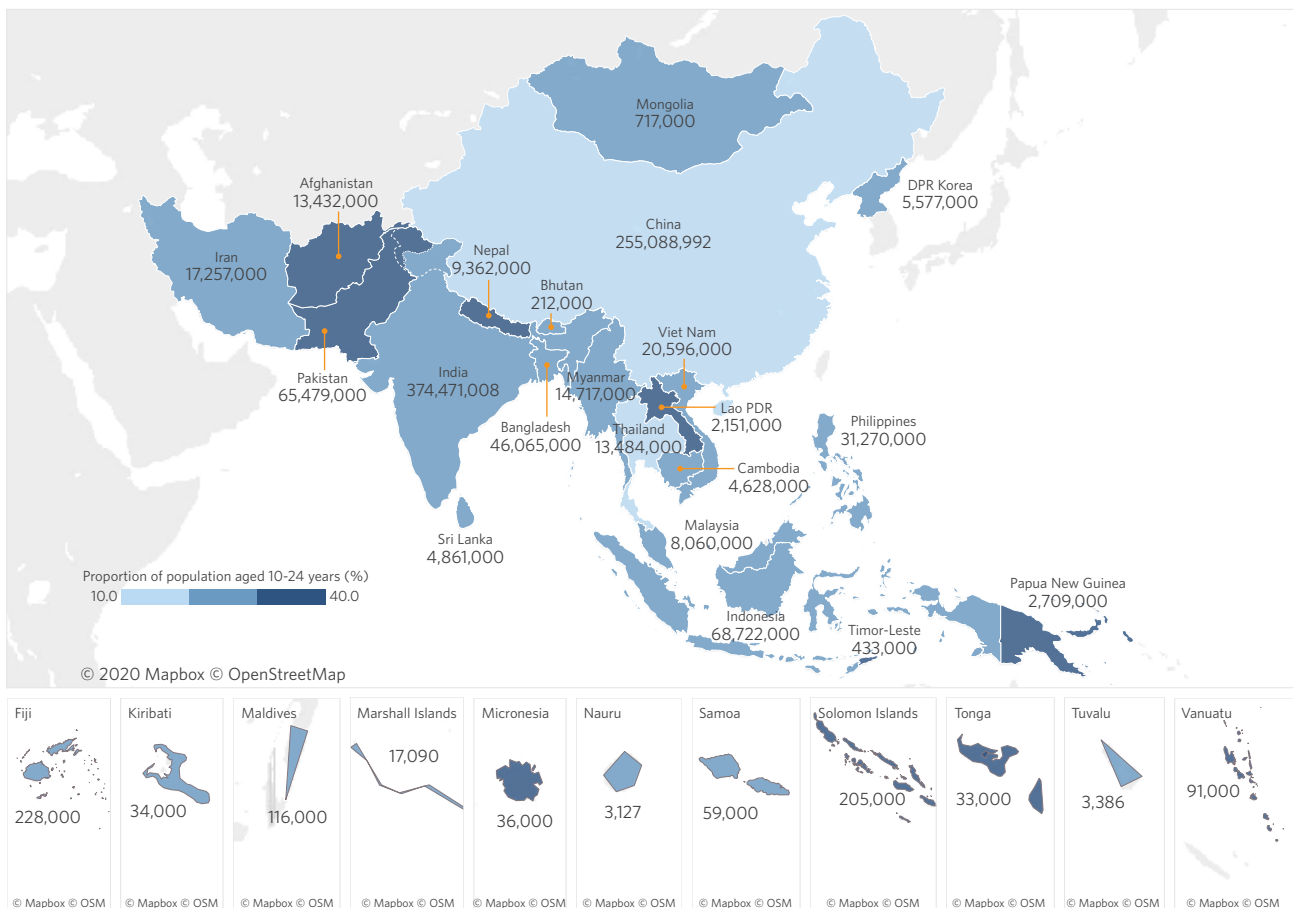 Mongolia
717,000
Afghanistan
13,432,000
DPR Korea
5,577,000
China
255,088,992
Iran
17,257,000
Nepal
9,362,000
Bhutan
212,000
Viet Nam
20,596,000
Pakistan
65,479,000
India
374,471,008
Myanmar
14,717,000
Bangladesh
46,065,000
Lao PDR
2,151,000
Thailand
13,484,000
Philippines
31,270,000
Cambodia
4,628,000
Sri Lanka
4,861,000
Malaysia
8,060,000
Proportion of population aged 10-24 years (%)
10.0 40.0
Indonesia
68,722,000
Timor-Leste
433,000
Papua New Guinea
2,709,000
© 2020 Mapbox © OpenStreetMap
Fiji
228,000
© Mapbox © OSM
Kiribati
34,000
© Mapbox © OSM
Maldives
116,000
© Mapbox © OSM
Marshall Islands
17,090
© Mapbox © OSM
Micronesia
36,000
© Mapbox © OSM
Nauru
3,127
© Mapbox © OSM
Samoa
59,000
© Mapbox © OSM
Solomon Islands
205,000
© Mapbox © OSM
Tonga
33,000
© Mapbox © OSM
Tuvalu
3,386
© Mapbox © OSM
Vanuatu
91,000
© Mapbox © OSM